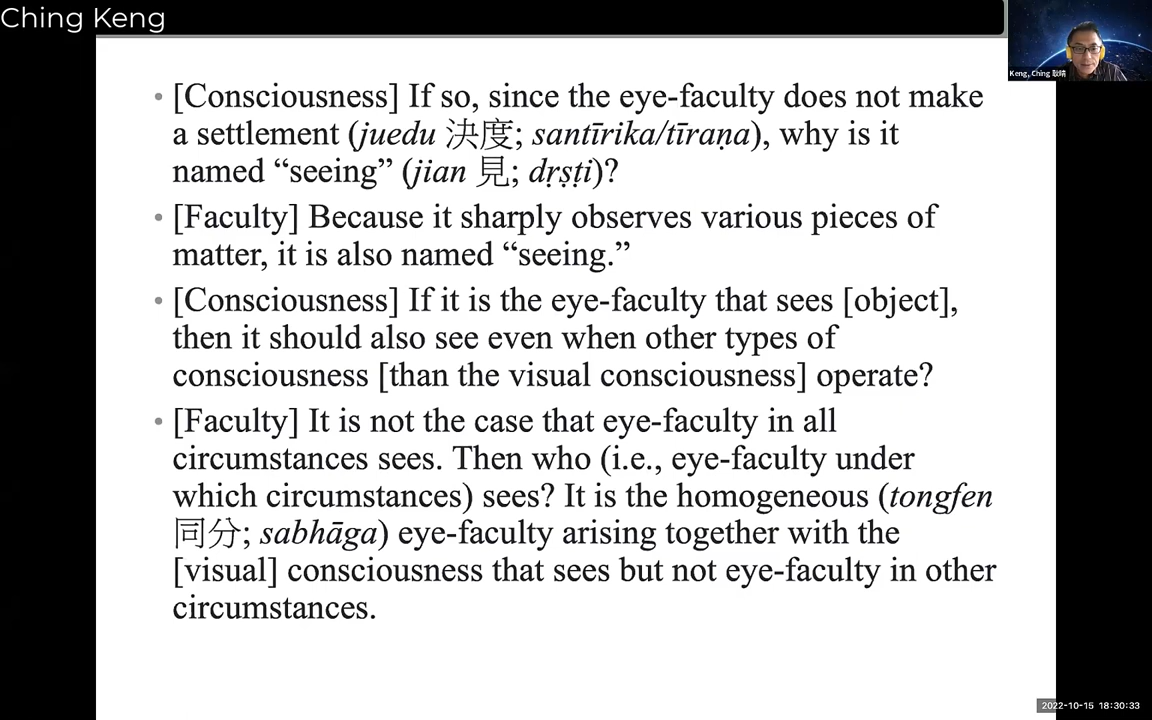 Ching Keng
Keng, Ching 耿晴
• [Consciousness] If so, since the eye-faculty does not make
a settlement (juedu 決度; santīrika/tīraṇa), why is it
named “seeing” (jian 見; dṛṣṭi)?
• [Faculty] Because it sharply observes various pieces of
matter, it is also named “seeing.”
• [Consciousness] If it is the eye-faculty that sees [object],
then it should also see even when other types of
consciousness [than the visual consciousness] operate?
• [Faculty] It is not the case that eye-faculty in all
circumstances sees. Then who (i.e., eye-faculty under
which circumstances) sees? It is the homogeneous (tongfen
同分; sabhāga) eye-faculty arising together with the
[visual] consciousness that sees but not eye-faculty in other
circumstances.
2022-10-15 18:30:33